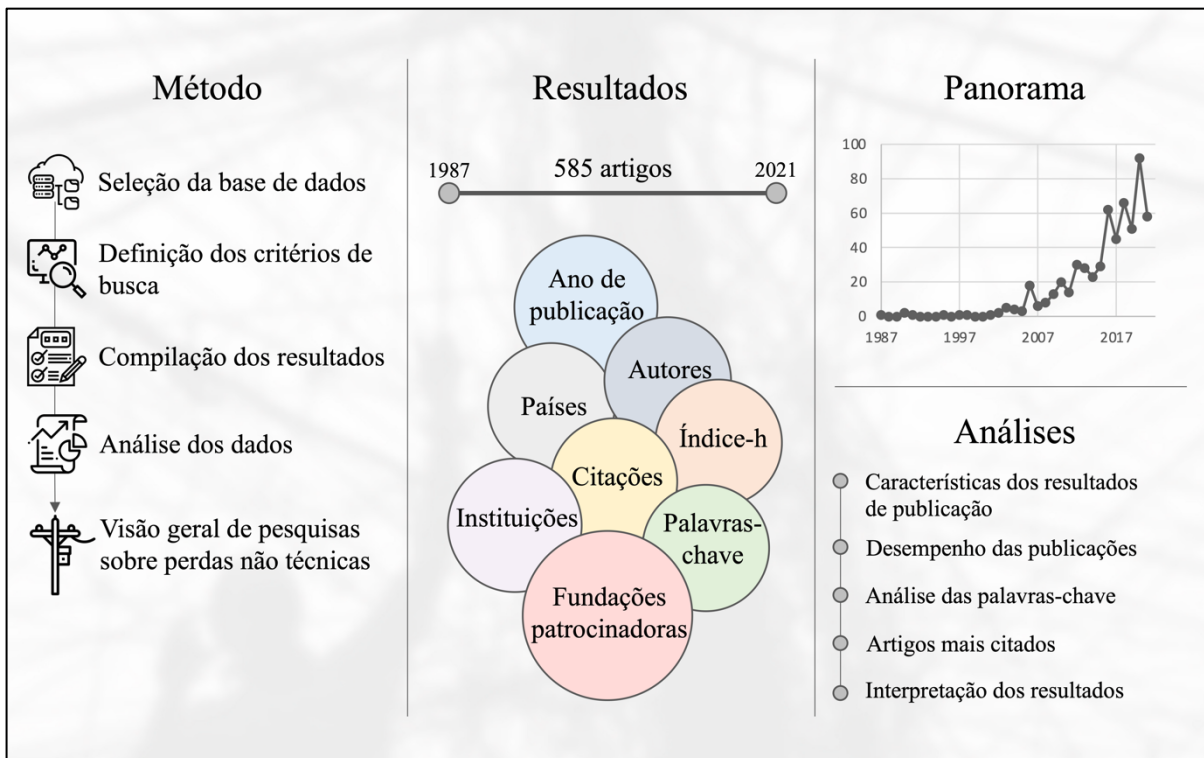 Método
Seleção da base de dados
Definição dos critérios de
busca
Compilação dos resultados
Análise dos dados
Visão geral de pesquisas
sobre perdas não técnicas
Resultados
1987
585 artigos
2021
Ano de
publicação
Autores
Países
Índice-h
Citações
Instituições
Palavras-
chave
Fundações
patrocinadoras
Panorama
100
80
60
40
20
0
1987
1997
2007
2017
Análises
Características dos resultados
de publicação
Desempenho das publicações
Análise das palavras-chave
Artigos mais citados
Interpretação dos resultados